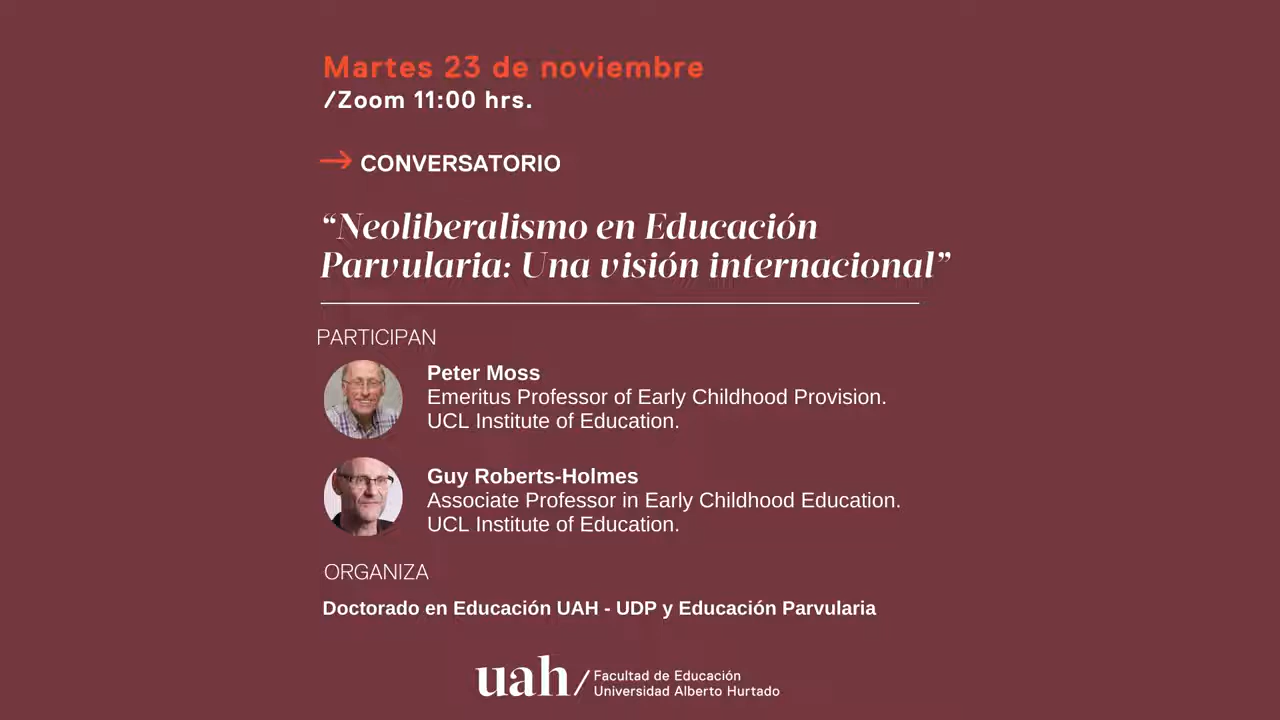 Martes 23 de noviembre
/Zoom 11:00 hrs.
→ CONVERSATORIO
“Neoliberalismo en Educación
Parvularia: Una visión internacional”
PARTICIPAN
Peter Moss
Emeritus Professor of Early Childhood Provision.
UCL Institute of Education.
Guy Roberts-Holmes
Associate Professor in Early Childhood Education.
UCL Institute of Education.
ORGANIZA
Doctorado en Educación UAH - UDP y Educación Parvularia
uah/ Facultad de Educación
Universidad Alberto Hurtado